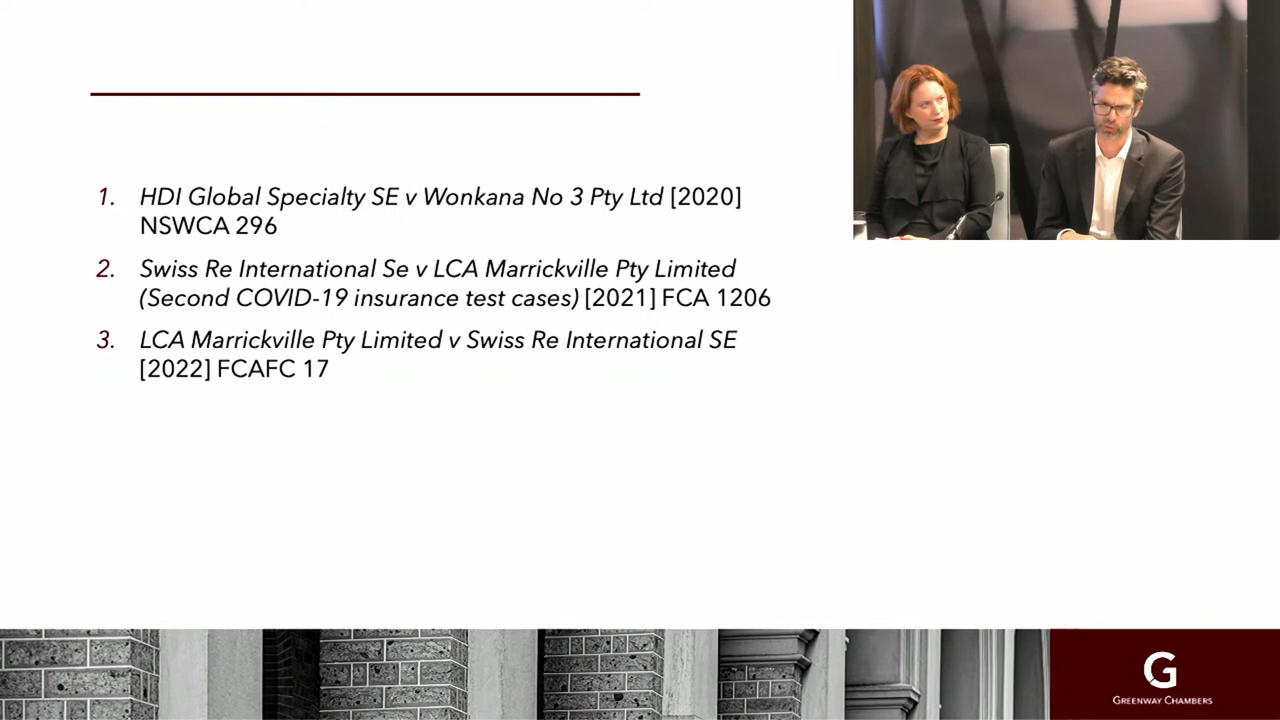 1. HDI Global Specialty SE v Wonkana No 3 Pty Ltd [2020]
NSWCA 296
2. Swiss Re International Se v LCA Marrickville Pty Limited
(Second COVID-19 insurance test cases) [2021] FCA 1206
3. LCA Marrickville Pty Limited v Swiss Re International SE
[2022] FCAFC 17
G
GREENWAY CHAMBERS